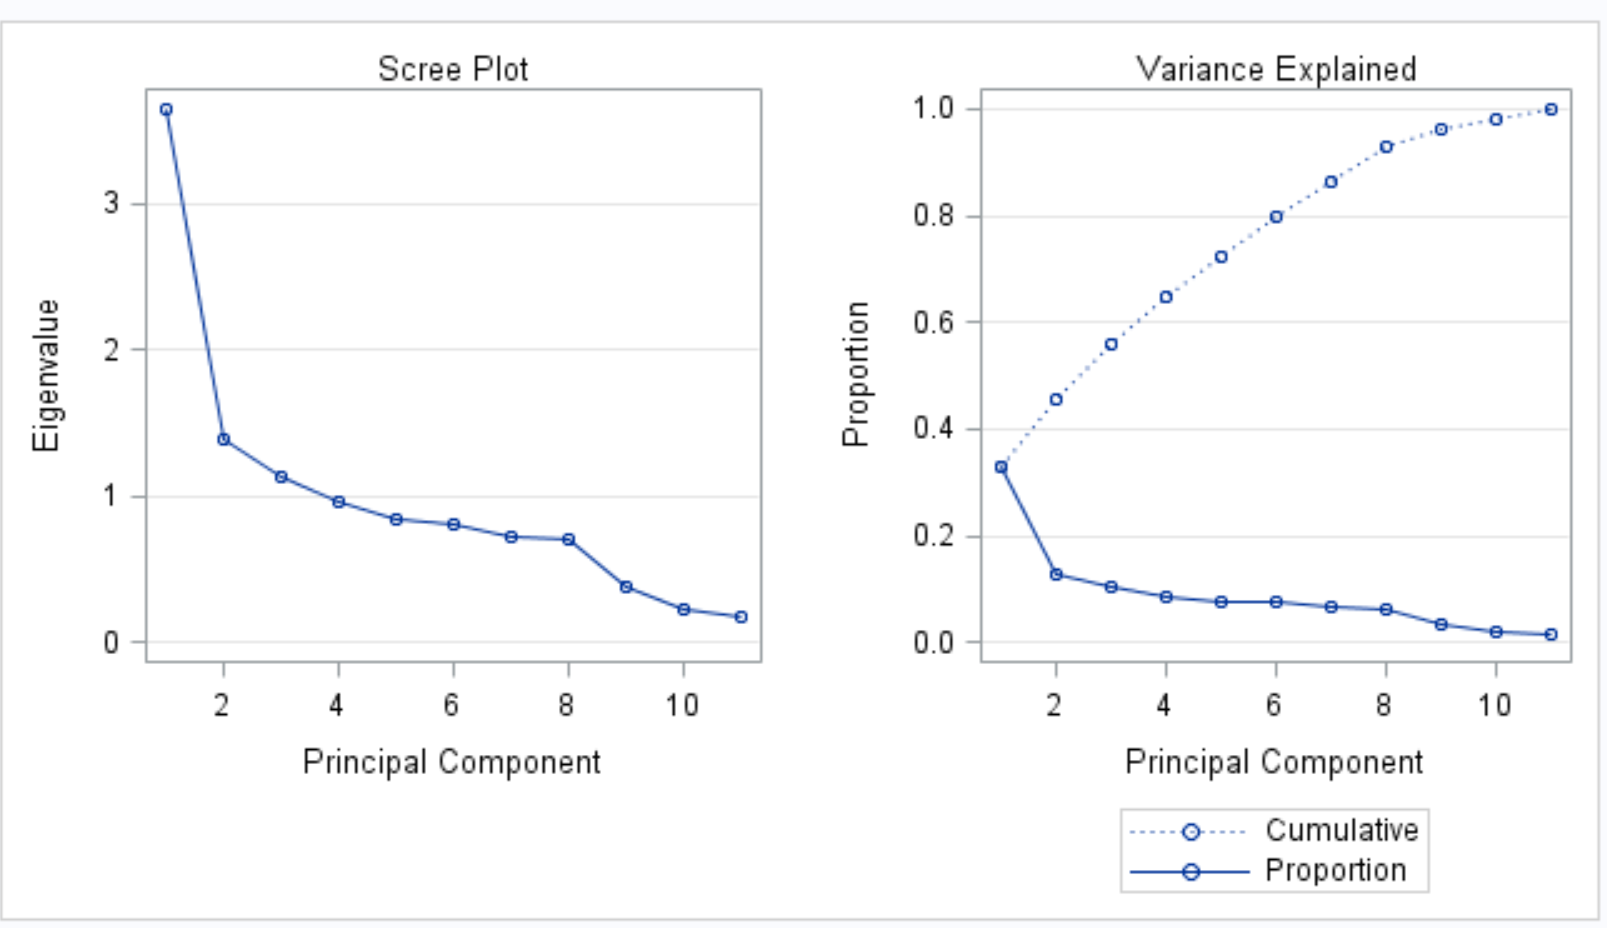 Scree Plot
Eigenvalue
3
2
1
0
2 4 6 8 10
Principal Component
Variance Explained
Proportion
1.0
0.8
0.6
0.4
0.2
0.0
2 4 6 8 10
Principal Component
Cumulative
Proportion